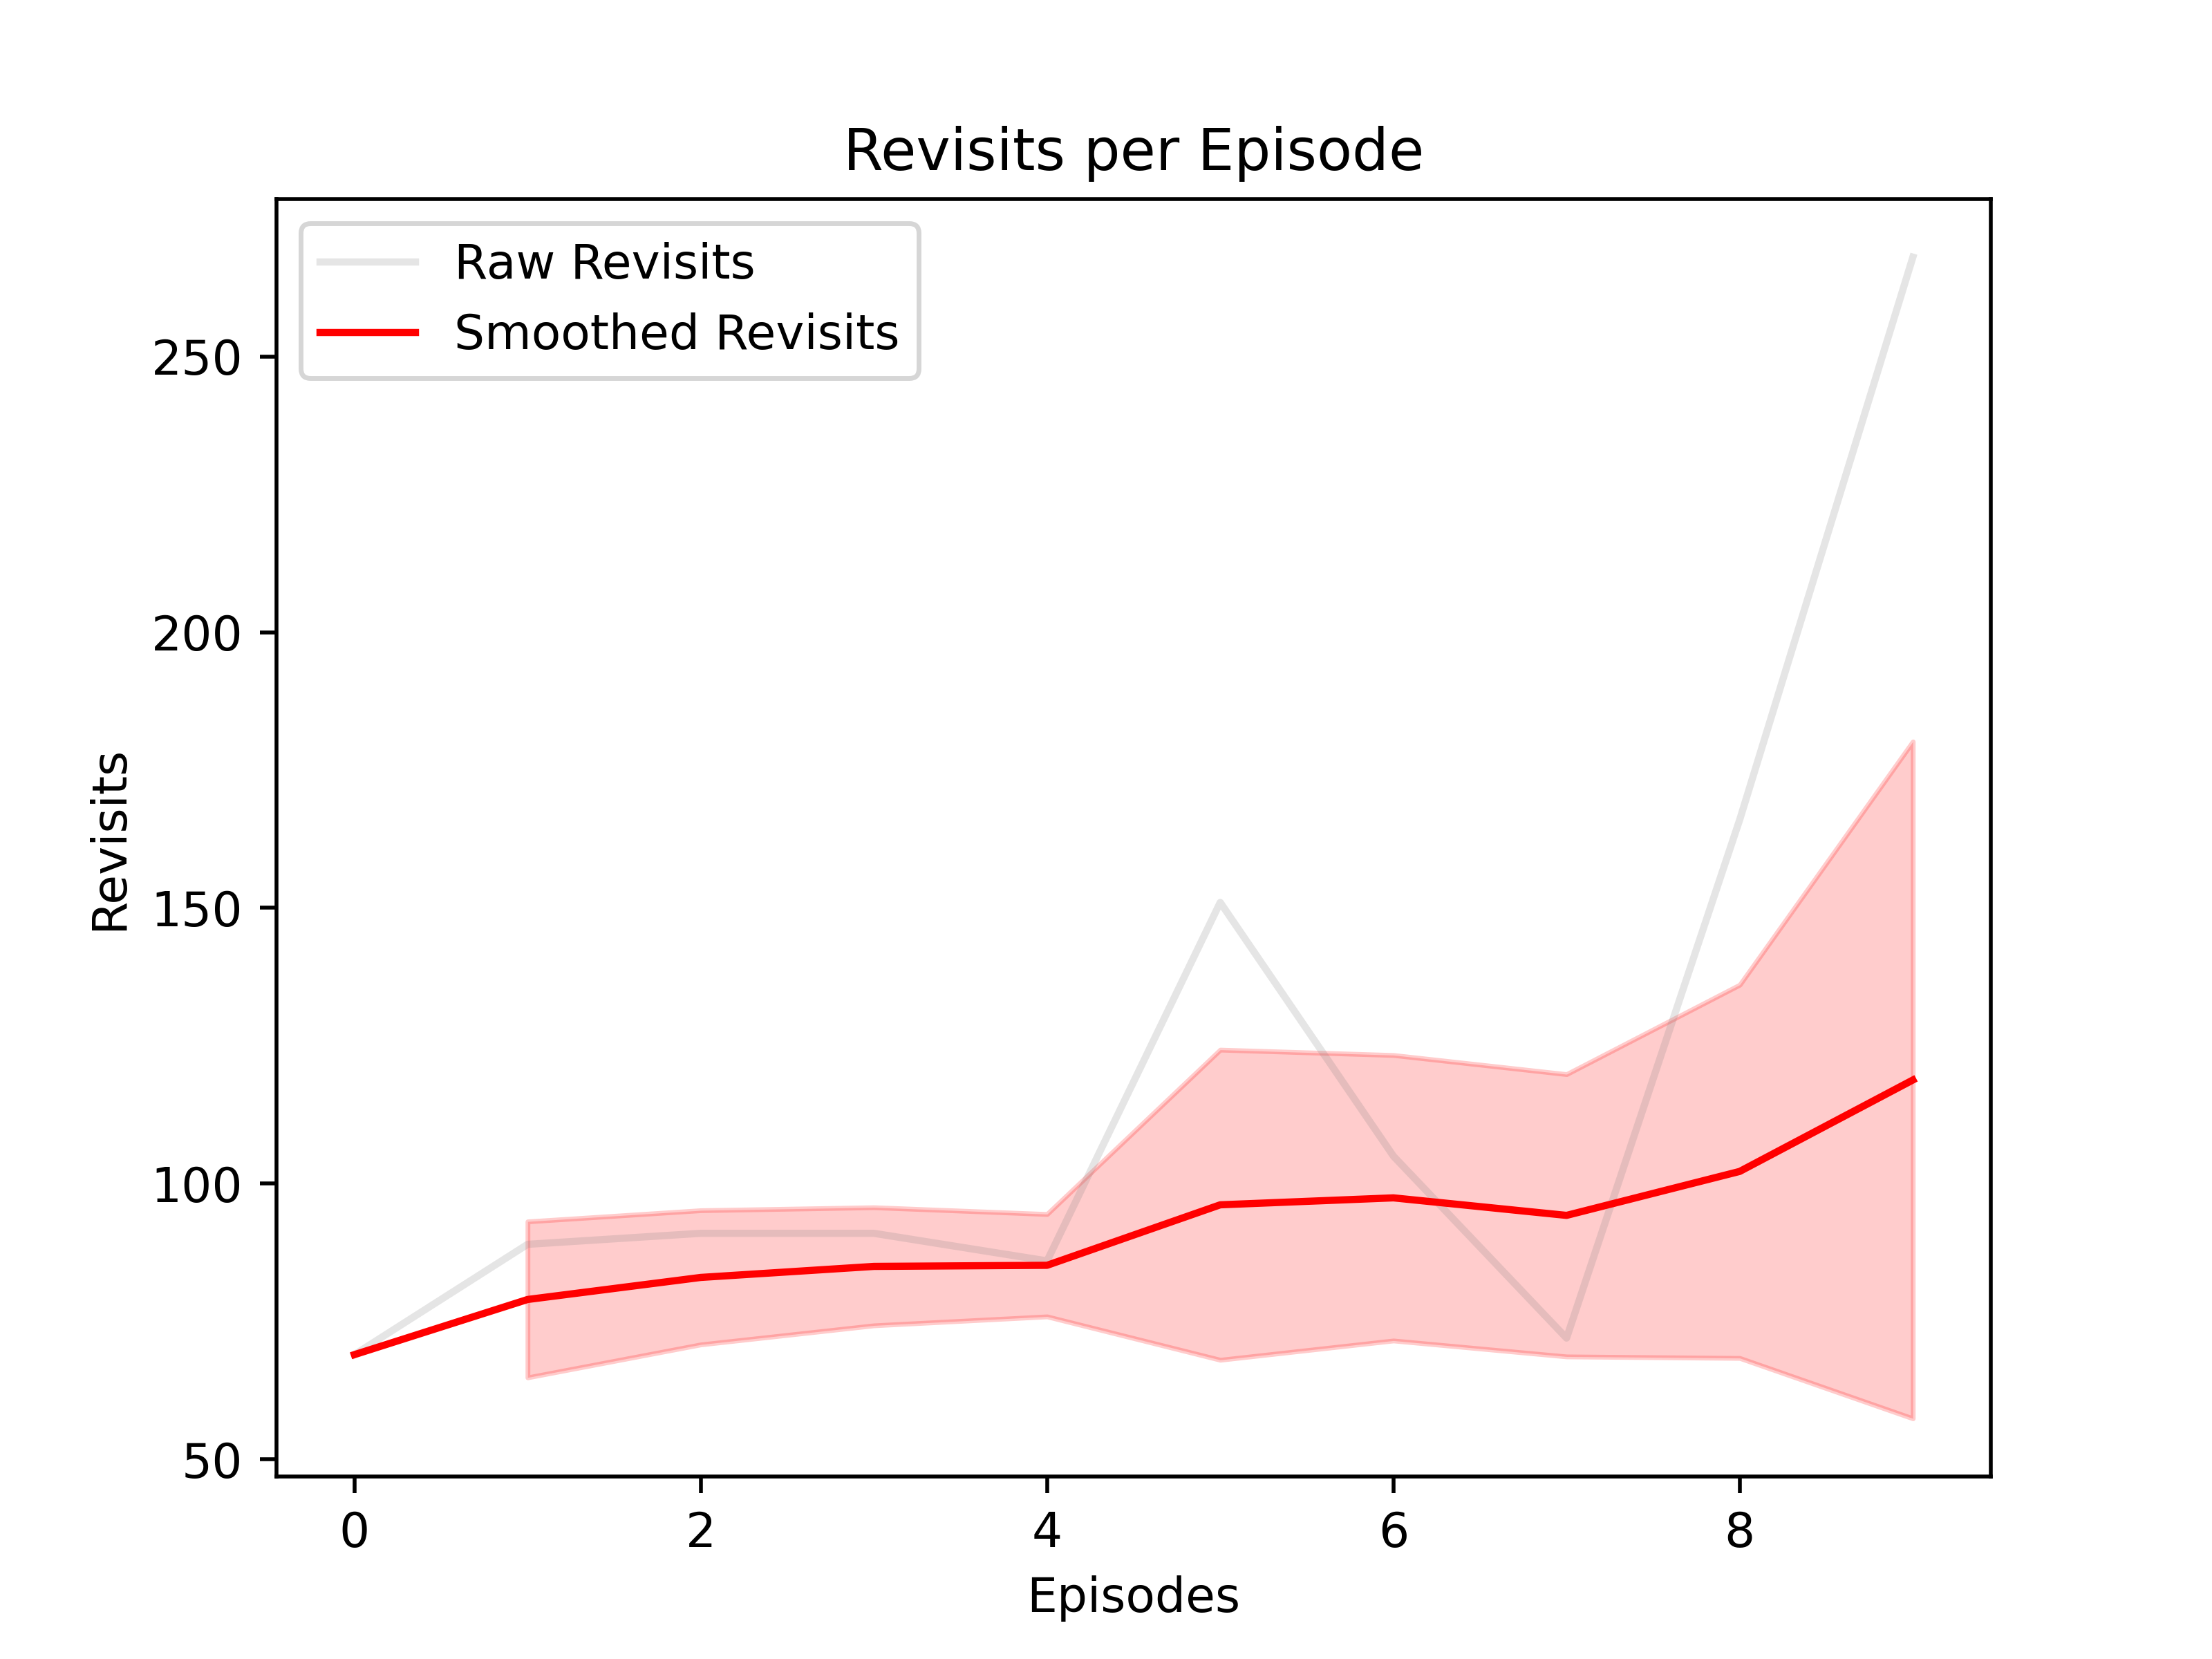 Revisits per Episode
Raw Revisits
Smoothed Revisits
250
200
150
100
50
Revisits
0 2 4 6 8
Episodes